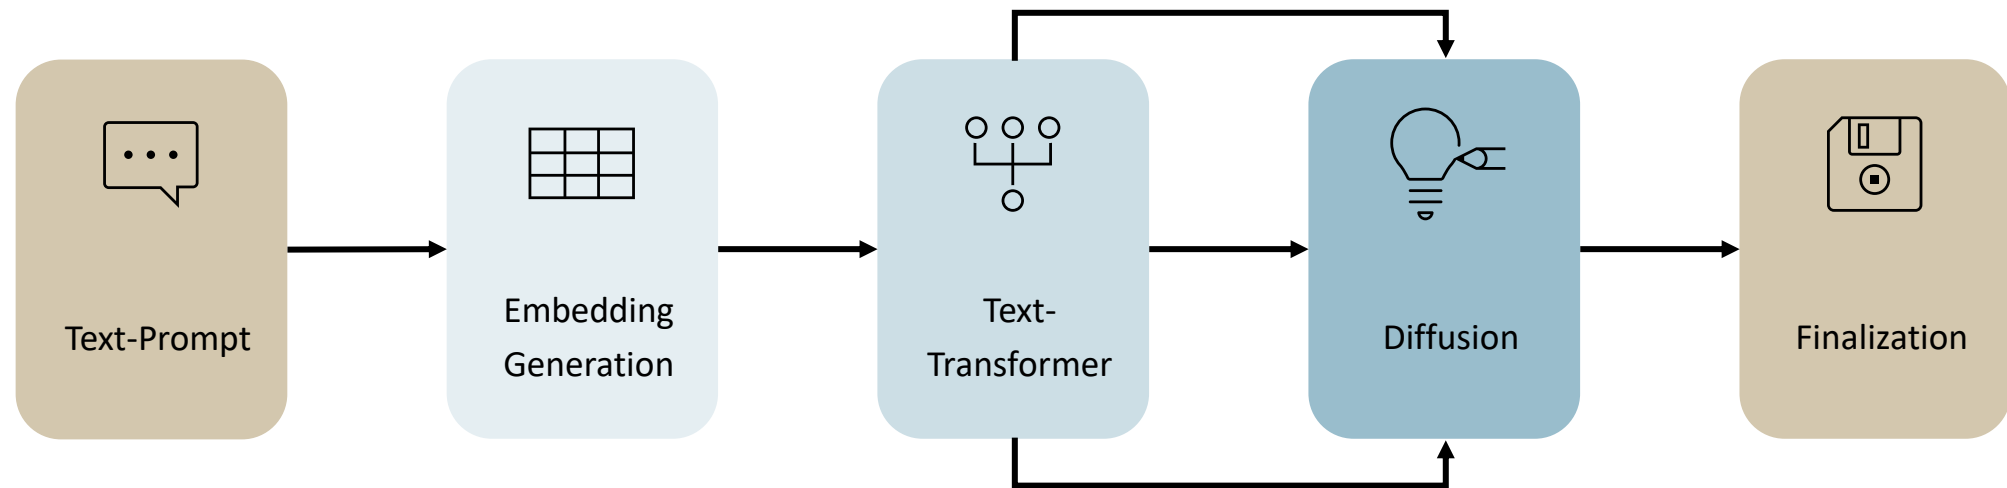 Text-Prompt
Embedding
Generation
Text-
Transformer
Diffusion
Finalization